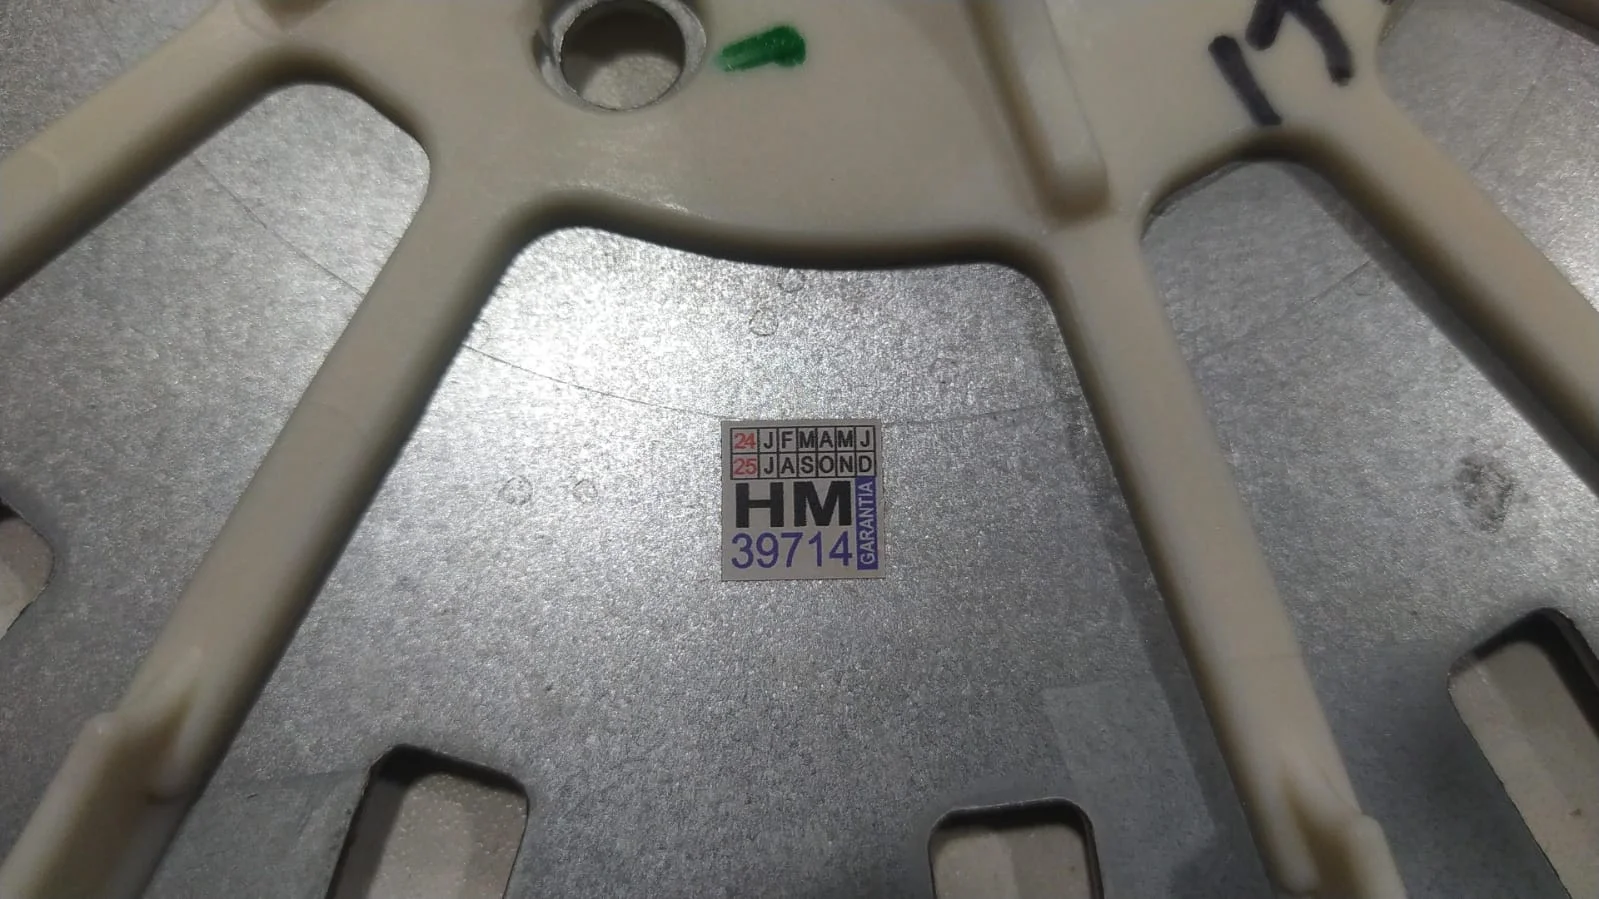 24 J F M A M J
25 J A S O N D
HM
39714
GARANTIA